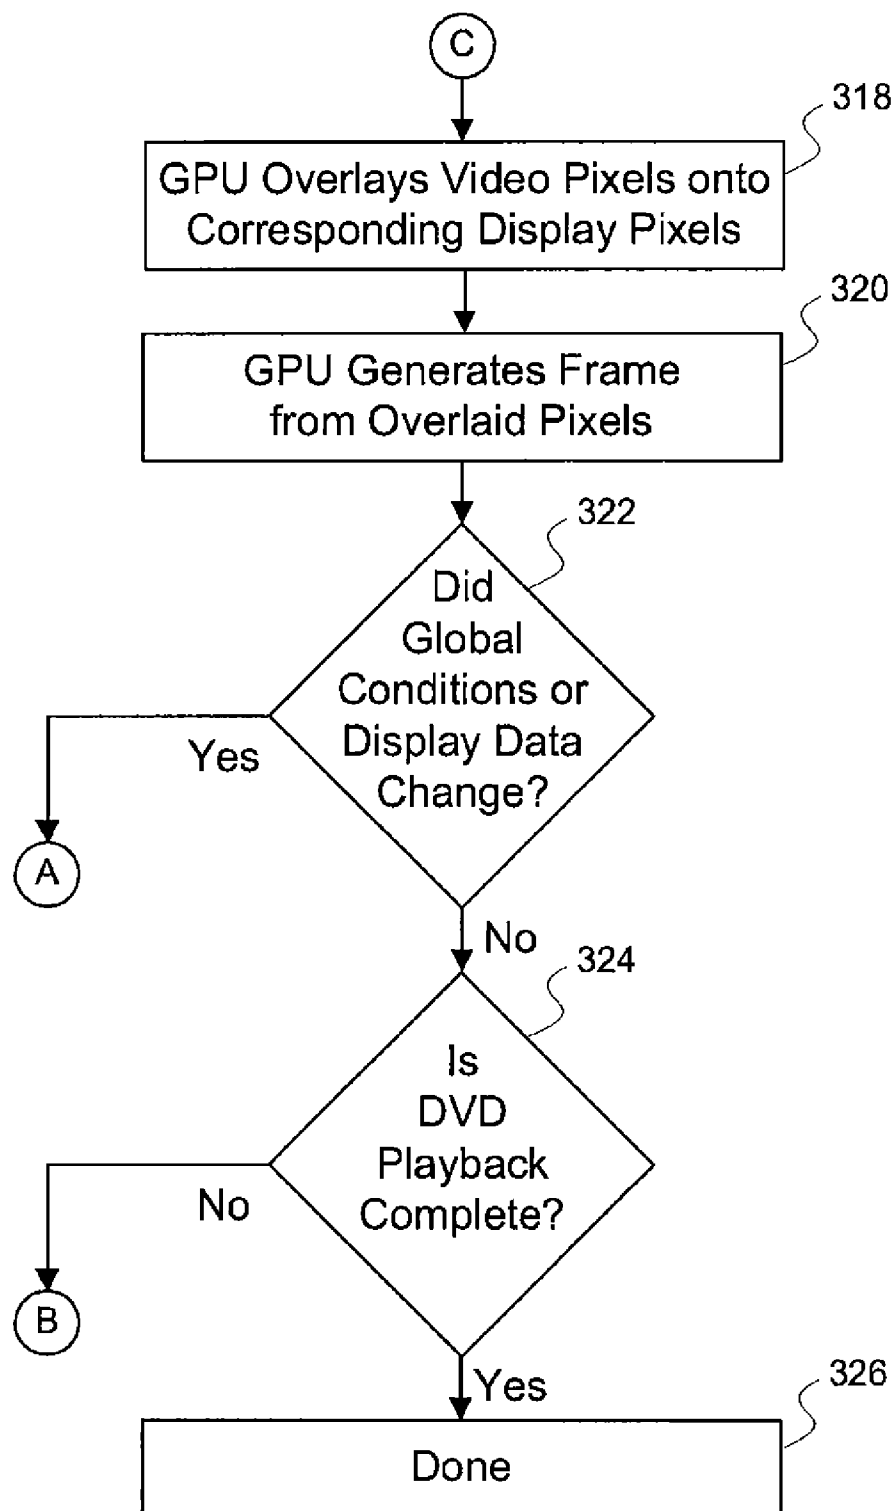 C
318
GPU Overlays Video Pixels onto
Corresponding Display Pixels
320
GPU Generates Frame
from Overlaid Pixels
322
Did
Global
Conditions or
Display Data
Change?
Yes
A
No
324
Is
DVD
Playback
Complete?
No
B
Yes
326
Done